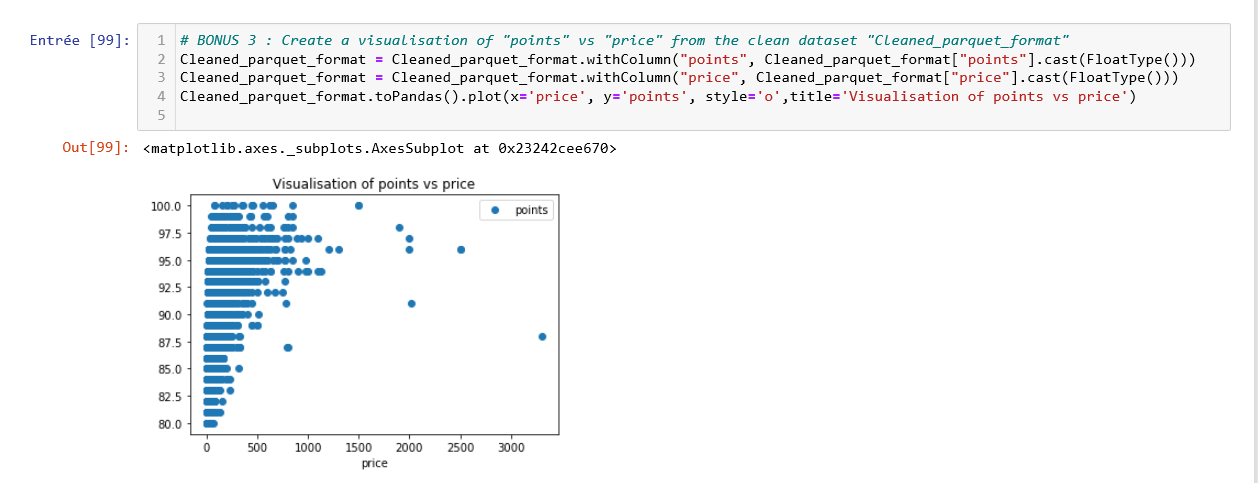 Entrée [99]:
1 # BONUS 3 : Create a visualisation of "points" vs "price" from the clean dataset "Cleaned_parquet_format"
2 Cleaned_parquet_format = Cleaned_parquet_format.withColumn("points", Cleaned_parquet_format["points"].cast(FloatType()))
3 Cleaned_parquet_format = Cleaned_parquet_format.withColumn("price", Cleaned_parquet_format["price"].cast(FloatType()))
4 Cleaned_parquet_format.toPandas().plot(x='price', y='points', style='o',title='Visualisation of points vs price')
5
Out[99]: <matplotlib.axes._subplots.AxesSubplot at 0x23242cee670>
Visualisation of points vs price
points
100.0
97.5
95.0
92.5
90.0
87.5
85.0
82.5
80.0
0 500 1000 1500 2000 2500 3000
price